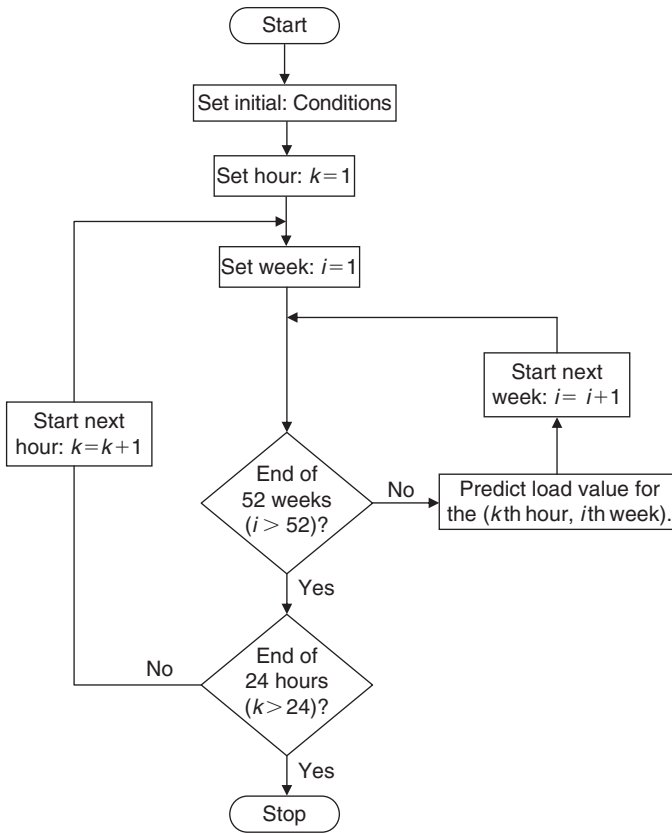 Start
Set initial: Conditions
Set hour: k=1
Set week: i=1
Start next
week: i= i+1
Start next
hour: k=k+1
End of
52 weeks
(i > 52)?
No
Predict load value for
the (kth hour, ith week).
Yes
End of
24 hours
(k > 24)?
No
Yes
Stop